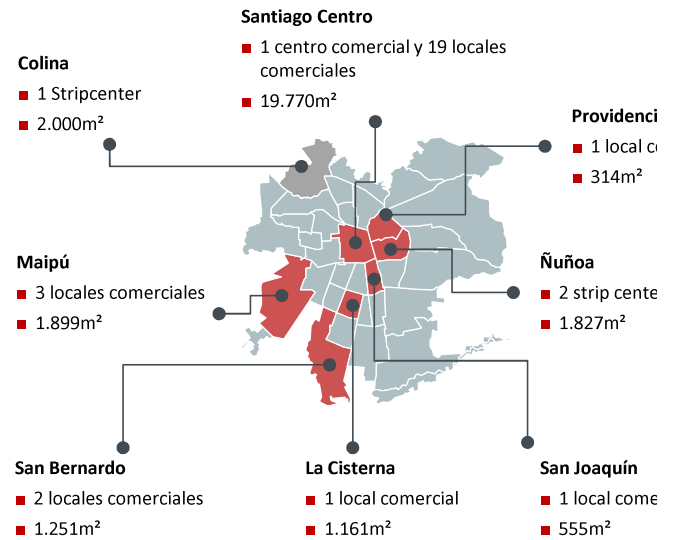 Santiago Centro
1 centro comercial y 19 locales
comerciales
19.770m²
Colina
1 Stripcenter
2.000m²
Providenci
1 local
314m²
Maipú
3 locales comerciales
1.899m²
Ñuñoa
2 strip cente
1.827m²
San Bernardo
2 locales comerciales
1.251m²
La Cisterna
1 local comercial
1.161m²
San Joaquín
1 local come
555m²